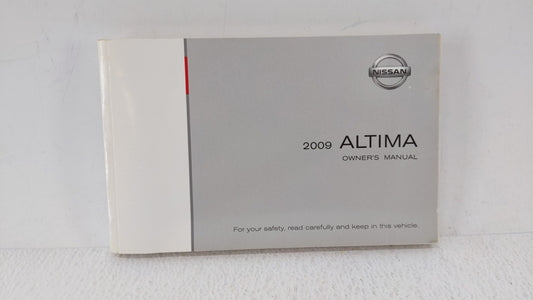 NISSAN
2009 ALTIMA
OWNER'S MANUAL
For your safety, read carefully and keep in this vehicle.